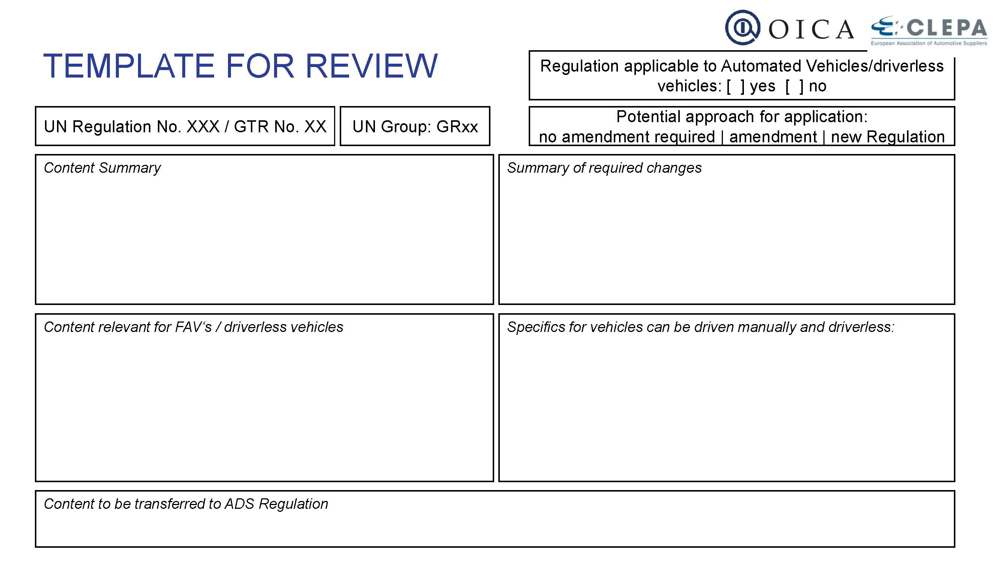 OICA
CLEPA
European Association of Automotive Suppliers
TEMPLATE FOR REVIEW
Regulation applicable to Automated Vehicles/driverless
vehicles: [  ] yes  [  ] no
UN Regulation No. XXX / GTR No. XX
UN Group: GRxx
Potential approach for application:
no amendment required | amendment | new Regulation
Content Summary
Summary of required changes
Content relevant for FAV‘s / driverless vehicles
Specifics for vehicles can be driven manually and driverless:
Content to be transferred to ADS Regulation